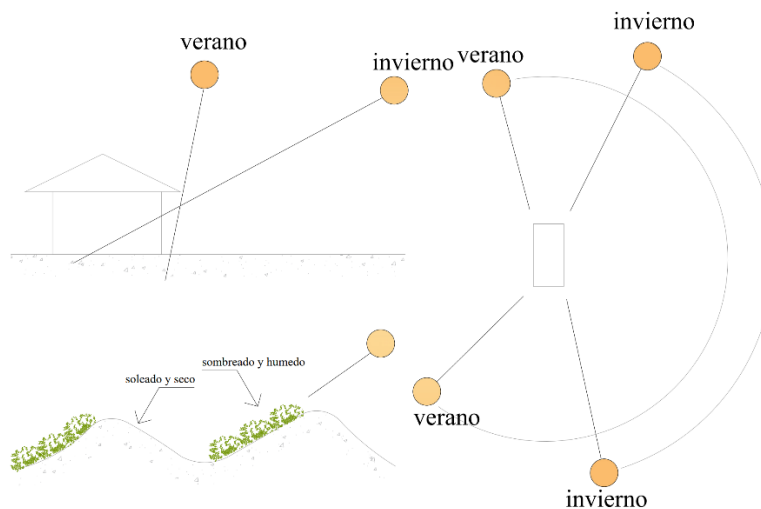 verano
invierno
verano
invierno
sombreado y humedo
soleado y seco
verano
invierno